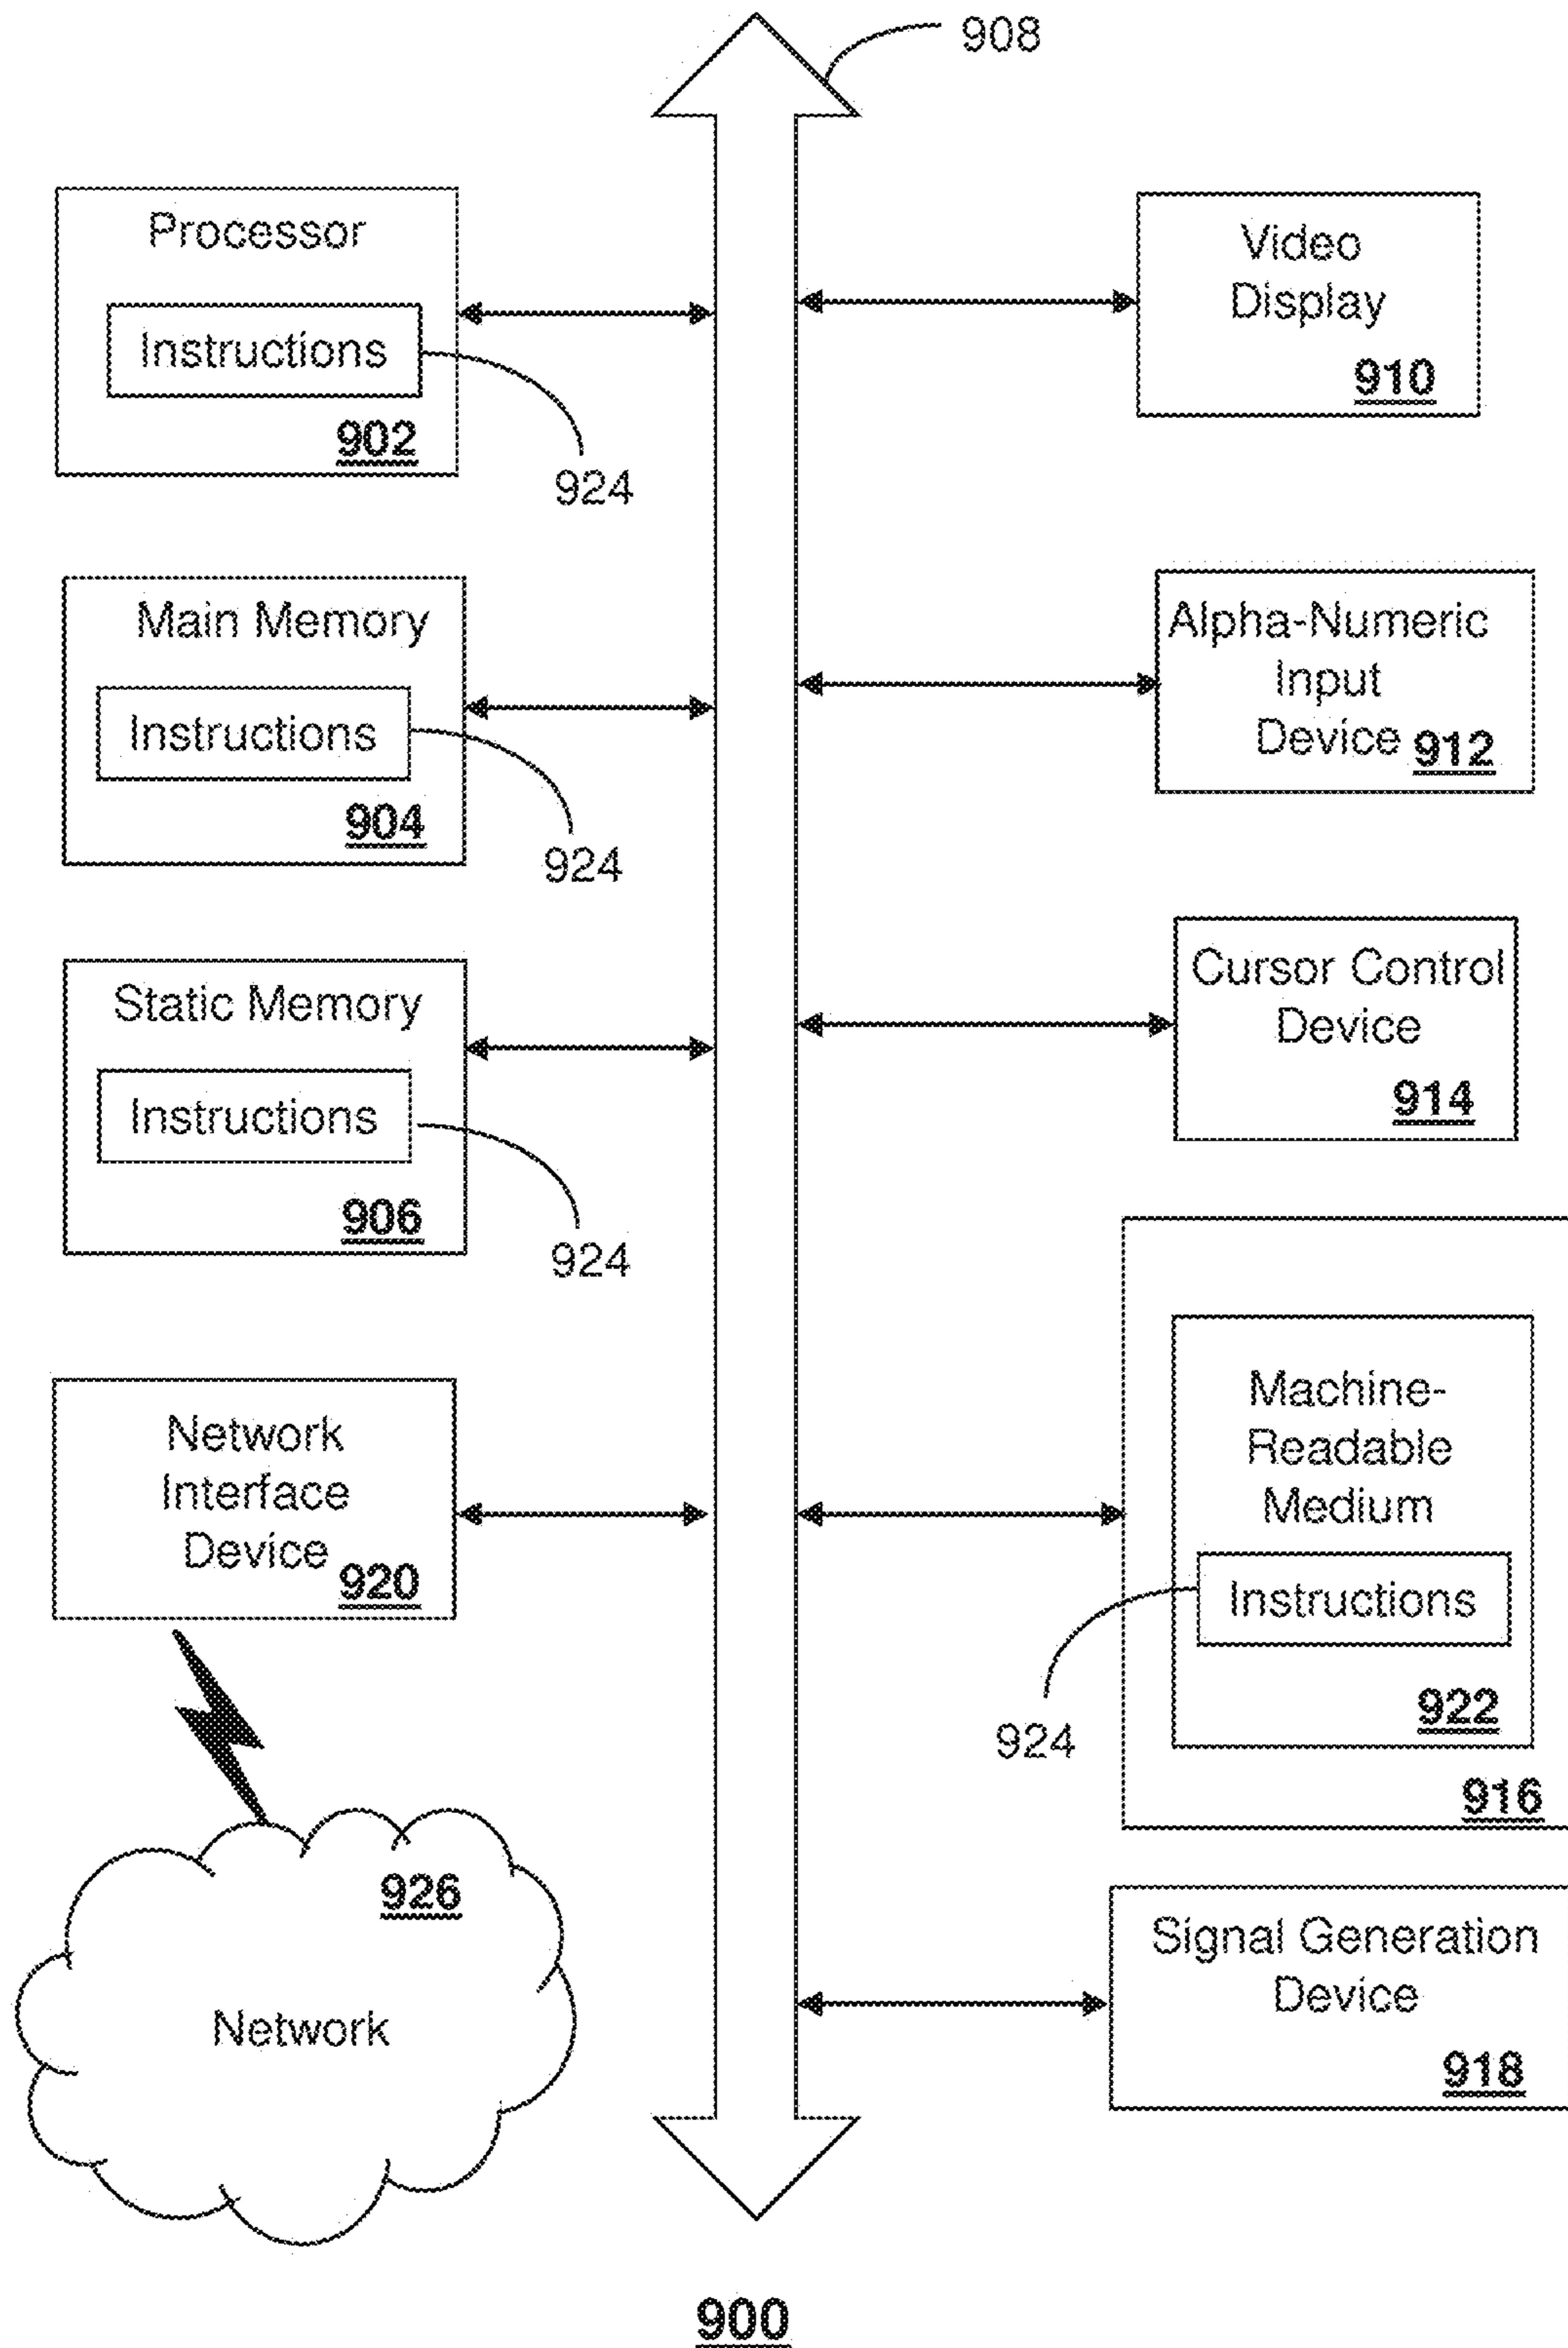 908
Processor
Instructions
902
924
Main Memory
Instructions
904
924
Static Memory
Instructions
906
924
Network
Interface
Device
920
926
Network
Video
Display
910
Alpha-Numeric
Input
Device
912
Cursor Control
Device
914
Machine-
Readable
Medium
Instructions
924
922
916
Signal Generation
Device
918
900